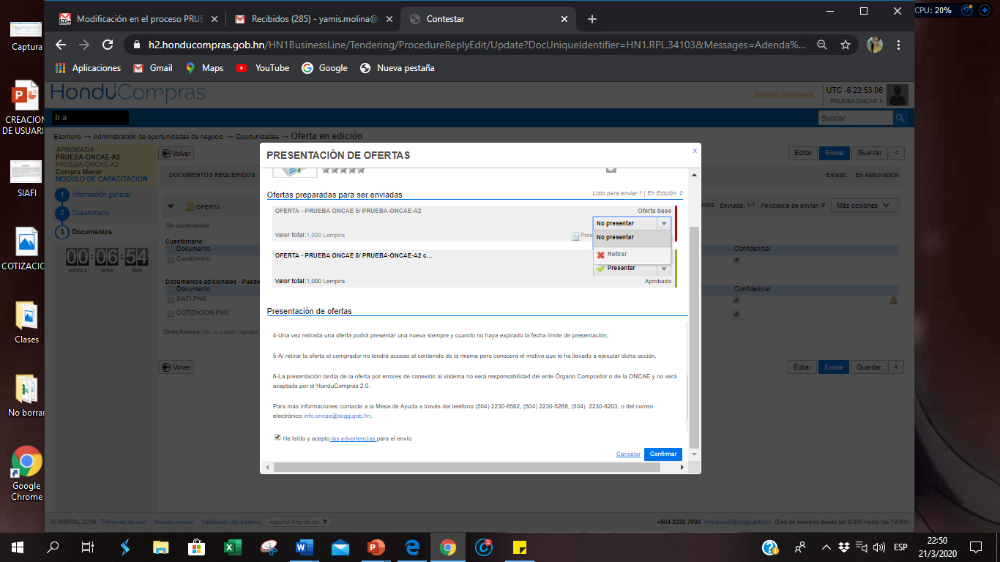 CPU: 20%
Captura
CREACION
DE USUARI
SIAFI
COTIZACIO
Clases
No borrar
Google
Chrome
Modificación en el proceso PRUE
Recibidos (285) - yamis.molina@
Contestar
h2.honducompras.gob.hn/HN1BusinessLine/Tendering/ProcedureReplyEdit/Update?DocUniqueIdentifier=HN1.RPL.34103&Messages=Adenda%...
Aplicaciones
Gmail
Maps
YouTube
Google
Nueva pestaña
HonduCompras
Aumentar el contraste
UTC -6 22:53:06
PRUEBA ONCAE 5
Ir a
Buscar...
Escritorio → Administración de oportunidades de negocio → Oportunidades → Oferta en edición
APROBADA
PRUEBA-ONCAE-A2
PRUEBA-ONCAE-A2
Compra Menor
MODULO DE CAPACITACION
1 Información general
2 Cuestionario
3 Documentos
00:06:54
HORAS MINS SEG
Volver
Editar Enviar Guardar <
DOCUMENTOS REQUERIDOS
Estado: En elaboración
OFERTA
Enviado: 1/1 Pendiente de enviar: 0 Más opciones
Sin comentarios
Cuestionario
Documento Confidencial
Cuestionario
Documentos adicionales - Puede
Documento Confidencial
SIAFI.PNG
COTIZACION.PNG
Otros Anexos: No se puede agregar
Volver
Editar Enviar Guardar <
PRESENTACIÓN DE OFERTAS
X
Ofertas preparadas para ser enviadas
Listo para enviar 1 | En Edición: 0
OFERTA - PRUEBA ONCAE 5/ PRUEBA-ONCAE-A2
Oferta base
No presentar
Valor total:1,000 Lempira
Pres
No presentar
Retirar
OFERTA - PRUEBA ONCAE 5/ PRUEBA-ONCAE-A2 c...
Presentar
Valor total:1,000 Lempira
Aprobada
Presentación de ofertas
4-Una vez retirada una oferta podrá presentar una nueva siempre y cuando no haya expirado la fecha límite de presentación;
5-Al retirar la oferta el comprador no tendrá acceso al contenido de la misma pero conocerá el motivo que le ha llevado a ejecutar dicha acción.
6-La presentación tardía de la oferta por errores de conexión al sistema no será responsabilidad del ente Órgano Comprador o de la ONCAE y no será
aceptada por el HonduCompras 2.0.
Para más informaciones contacte a la Mesa de Ayuda a través del teléfono (504) 2230-6562, (504) 2230-5268, (504) 2230-8203, o del correo
electrónico info.oncae@scgg.gob.hn.
He leído y acepto las advertencias para el envío
Cancelar Confirmar
© VORTAL 2019 Términos de uso Acceso remoto Validación del sistema español (Honduras
+504 2230 7000 info.oncae@scgg.gob.hn. Días de semana desde las 9:00h hasta las 19:00h
ESP
22:50
21/3/2020